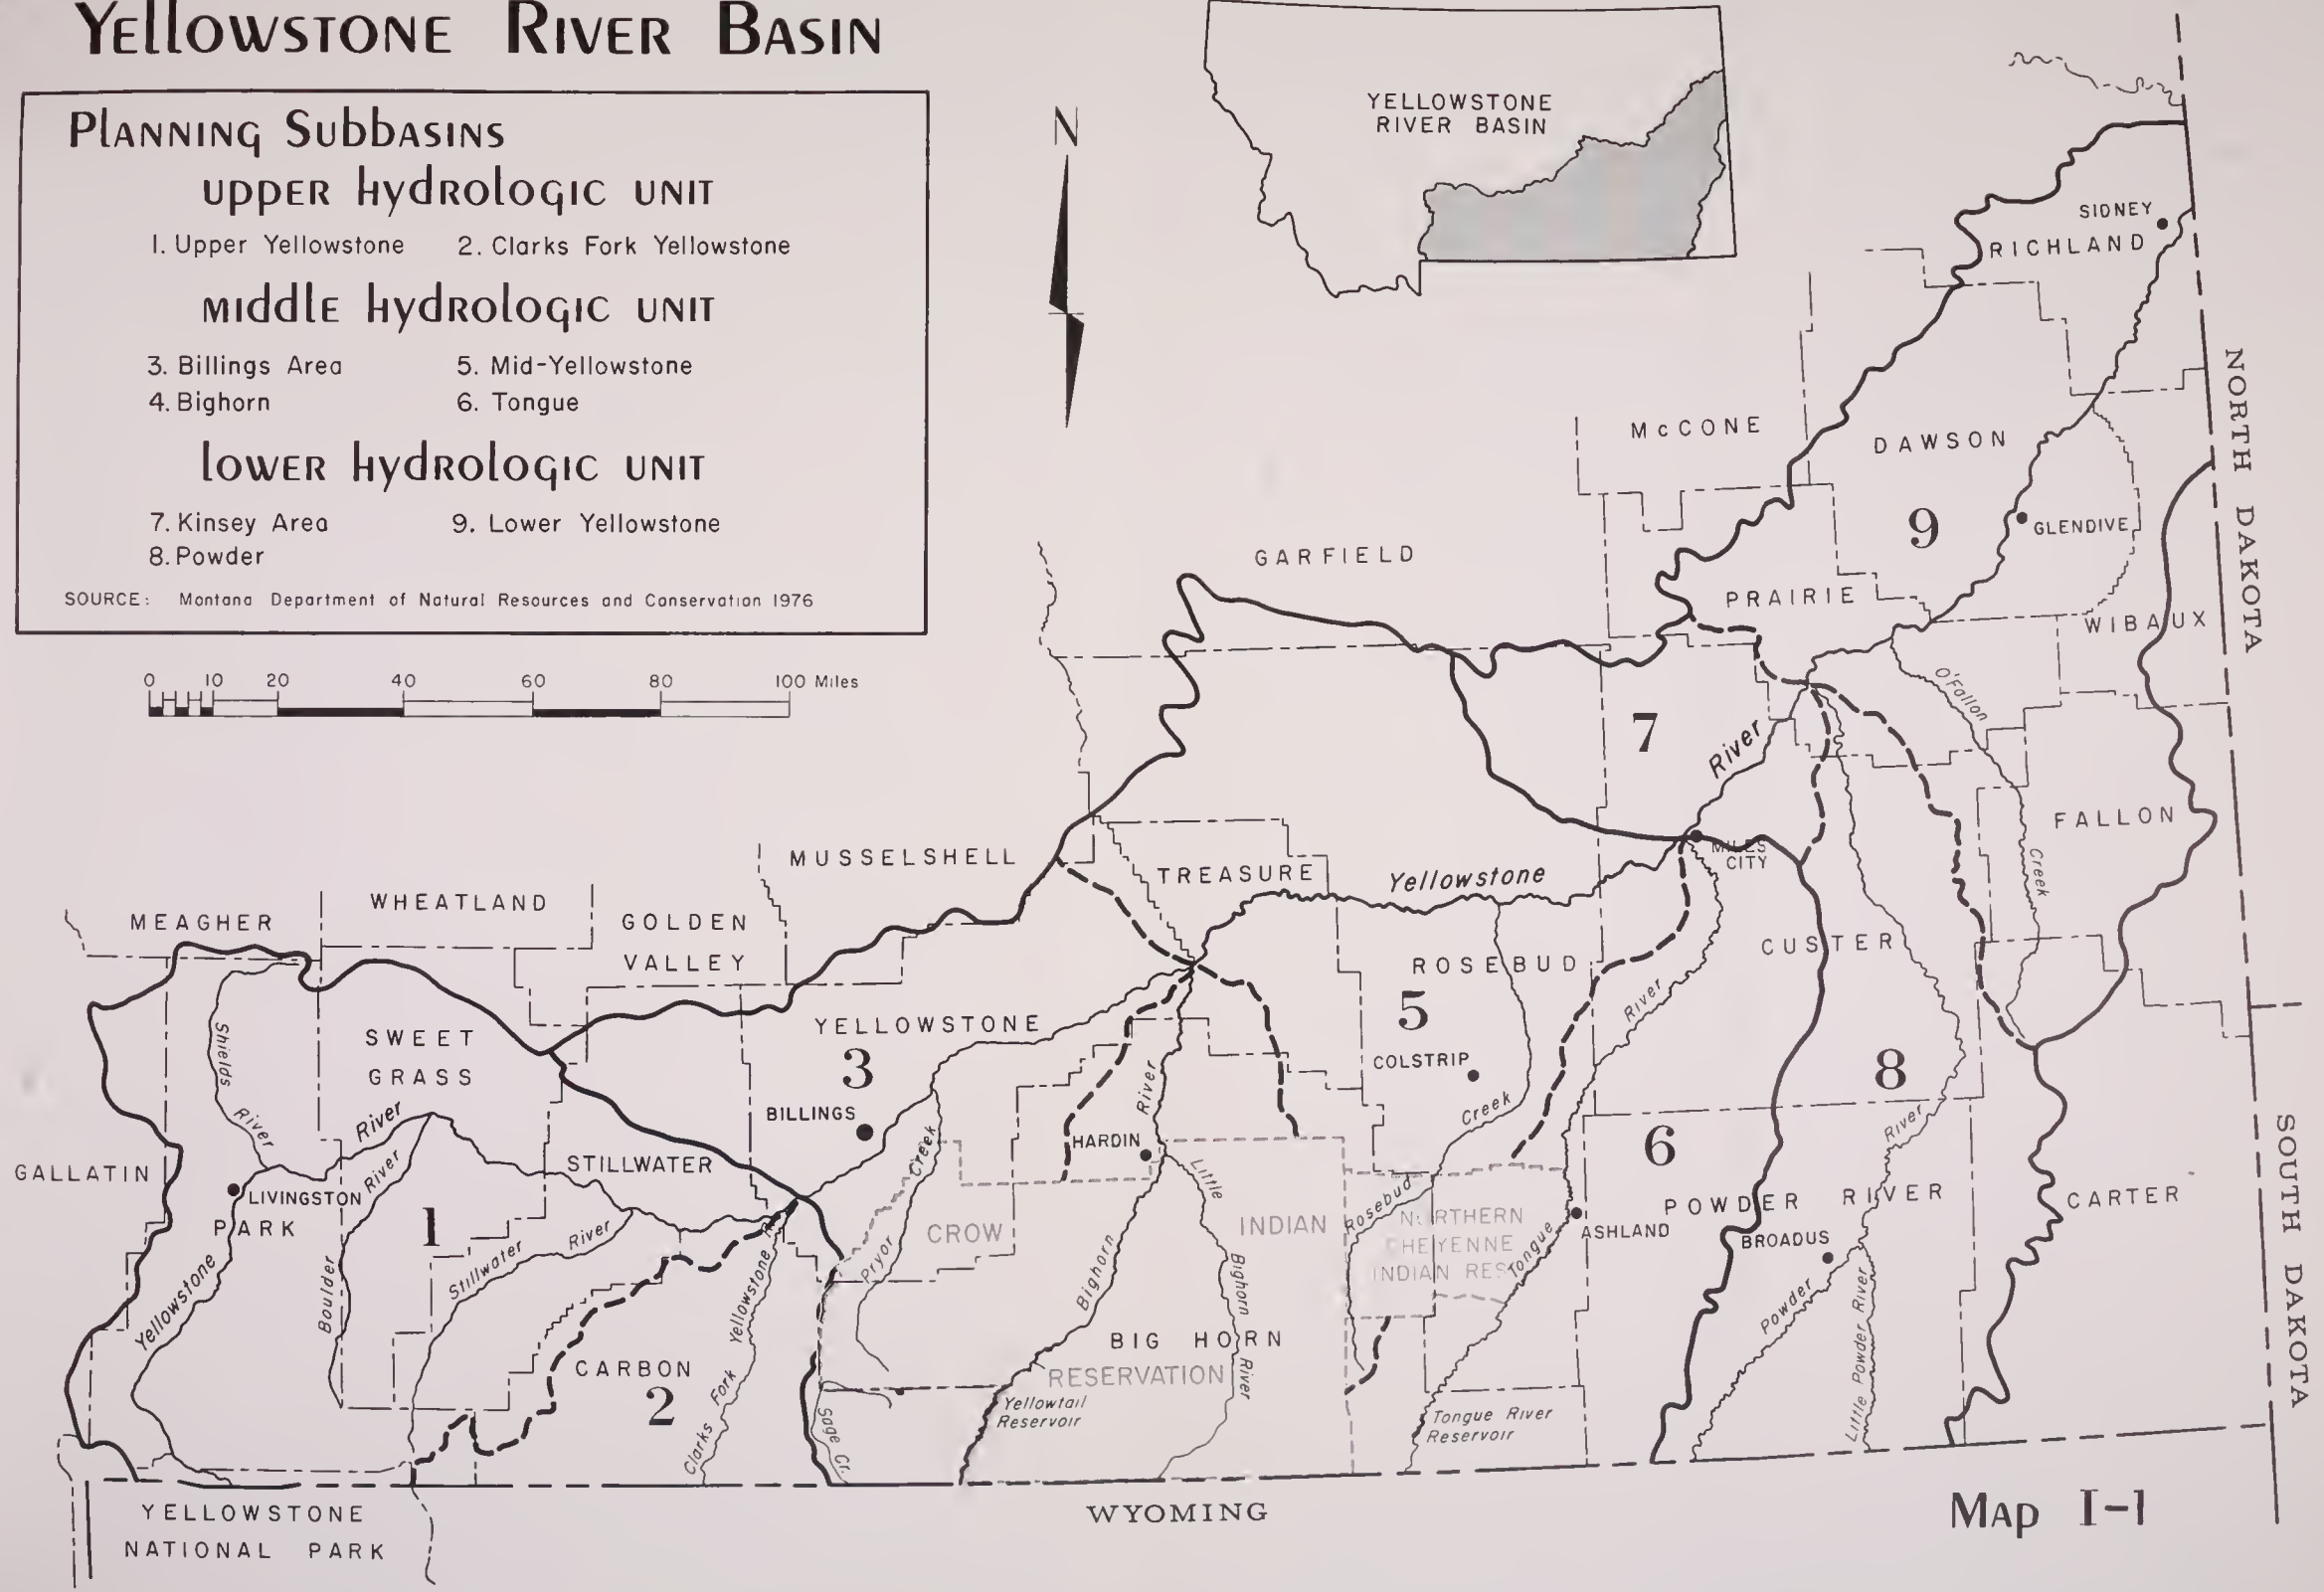 Yellowstone River Basin
Planning Subbasins
upper hydrologic unit
1. Upper Yellowstone 2. Clarks Fork Yellowstone
middle hydrologic unit
3. Billings Area 5. Mid-Yellowstone
4. Bighorn 6. Tongue
lower hydrologic unit
7. Kinsey Area 9. Lower Yellowstone
8. Powder
SOURCE: Montana Department of Natural Resources and Conservation 1976
0 10 20 40 60 80 100 Miles
N
YELLOWSTONE
RIVER BASIN
SIDNEY
RICHLAND
NORTH DAKOTA
McCONE
DAWSON
9
GLENDIVE
GARFIELD
PRAIRIE
WIBAUX
O'Fallon
Creek
7
River
FALLON
MUSSELSHELL
TREASURE
Yellowstone
MILES
CITY
MEAGHER
WHEATLAND
GOLDEN
VALLEY
ROSEBUD
CUSTER
5
River
COLSTRIP
Creek
Rosebud
YELLOWSTONE
3
BILLINGS
SWEET
GRASS
Shields
River
River
GALLATIN
LIVINGSTON
PARK
Yellowstone
Boulder
River
1
STILLWATER
Stillwater
River
CARBON
2
Clarks Fork
Yellowstone
R.
Pryor
Creek
CROW
INDIAN
RESERVATION
HARDIN
River
Bighorn
Little
Bighorn
River
BIG HORN
Yellowtail
Reservoir
Sage Cr.
NORTHERN
CHEYENNE
INDIAN RES
Tongue
ASHLAND
Tongue River
Reservoir
6
8
River
POWDER RIVER
BROADUS
Powder
Little Powder River
CARTER
SOUTH DAKOTA
YELLOWSTONE
NATIONAL PARK
WYOMING
Map I-1